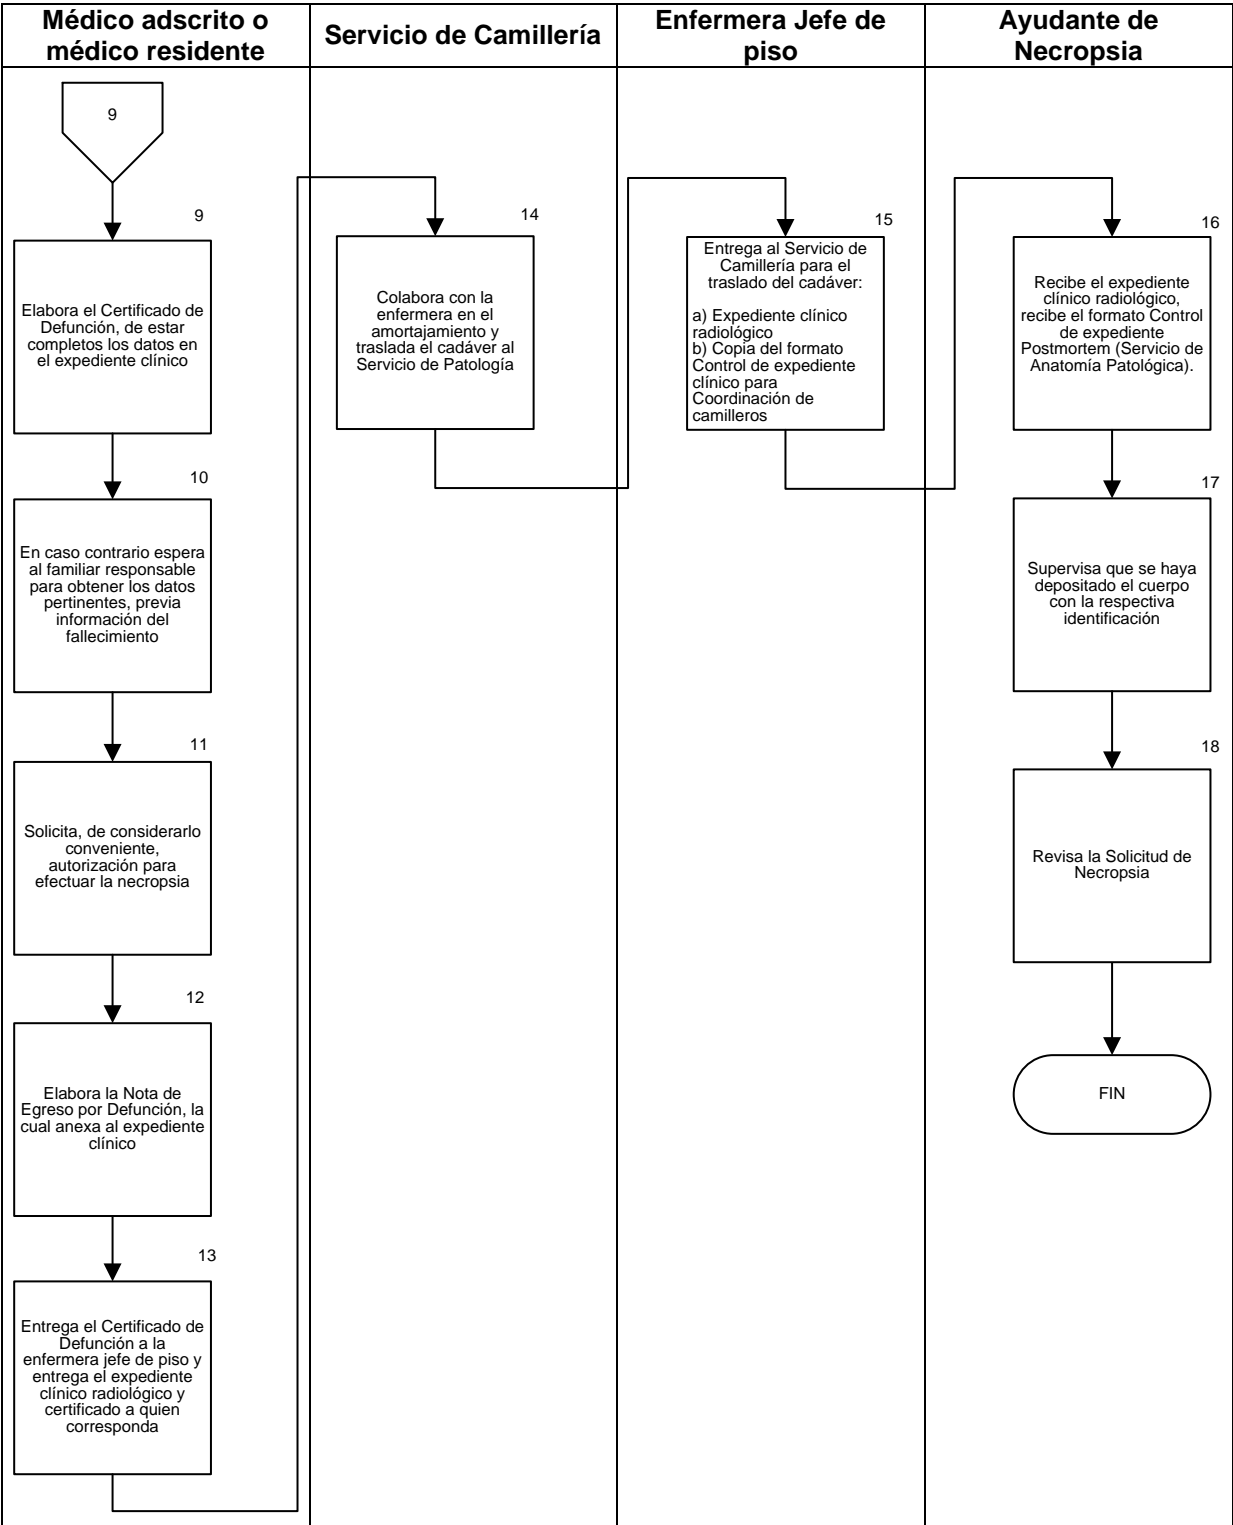 Médico adscrito o
médico residente
Servicio de Camillería
Enfermera Jefe de
piso
Ayudante de
Necropsia
9
9
Elabora el Certificado de
Defunción, de estar
completos los datos en
el expediente clínico
10
En caso contrario espera
al familiar responsable
para obtener los datos
pertinentes, previa
información del
fallecimiento
11
Solicita, de considerarlo
conveniente,
autorización para
efectuar la necropsia
12
Elabora la Nota de
Egreso por Defunción, la
cual anexa al expediente
clínico
13
Entrega el Certificado de
Defunción a la
enfermera jefe de piso y
entrega el expediente
clínico radiológico y
certificado a quien
corresponda
14
Colabora con la
enfermera en el
amortajamiento y
traslada el cadáver al
Servicio de Patología
15
Entrega al Servicio de
Camillería para el
traslado del cadáver:
a) Expediente clínico
radiológico
b) Copia del formato
Control de expediente
clínico para
Coordinación de
camilleros
16
Recibe el expediente
clínico radiológico,
recibe el formato Control
de expediente
Postmortem (Servicio de
Anatomía Patológica).
17
Supervisa que se haya
depositado el cuerpo
con la respectiva
identificación
18
Revisa la Solicitud de
Necropsia
FIN